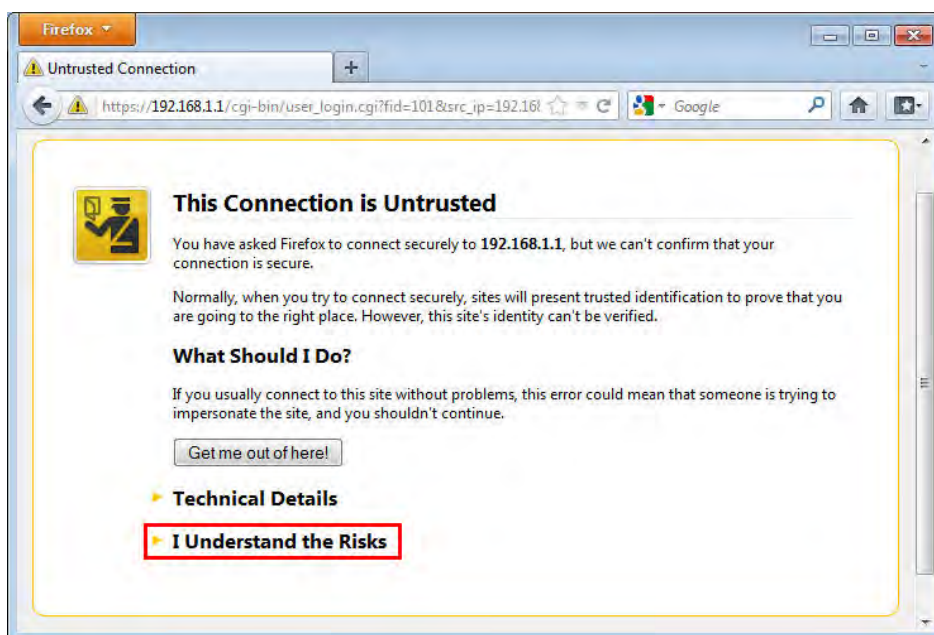 Firefox
Untrusted Connection
https://192.168.1.1/cgi-bin/user_login.cgi?fid=101&src_ip=192.168
Google
This Connection is Untrusted
You have asked Firefox to connect securely to 192.168.1.1, but we can't confirm that your
connection is secure.
Normally, when you try to connect securely, sites will present trusted identification to prove that you
are going to the right place. However, this site's identity can't be verified.
What Should I Do?
If you usually connect to this site without problems, this error could mean that someone is trying to
impersonate the site, and you shouldn't continue.
Get me out of here!
Technical Details
I Understand the Risks